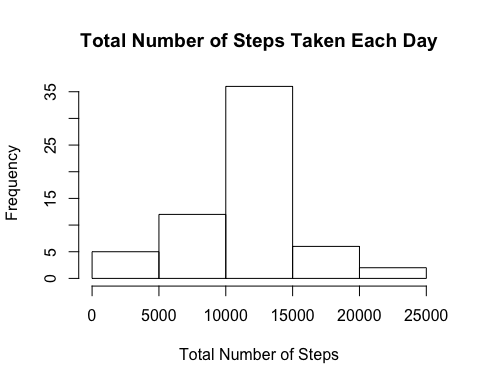 Total Number of Steps Taken Each Day
Frequency
35
25
15
5
0
0 5000 10000 15000 20000 25000
Total Number of Steps